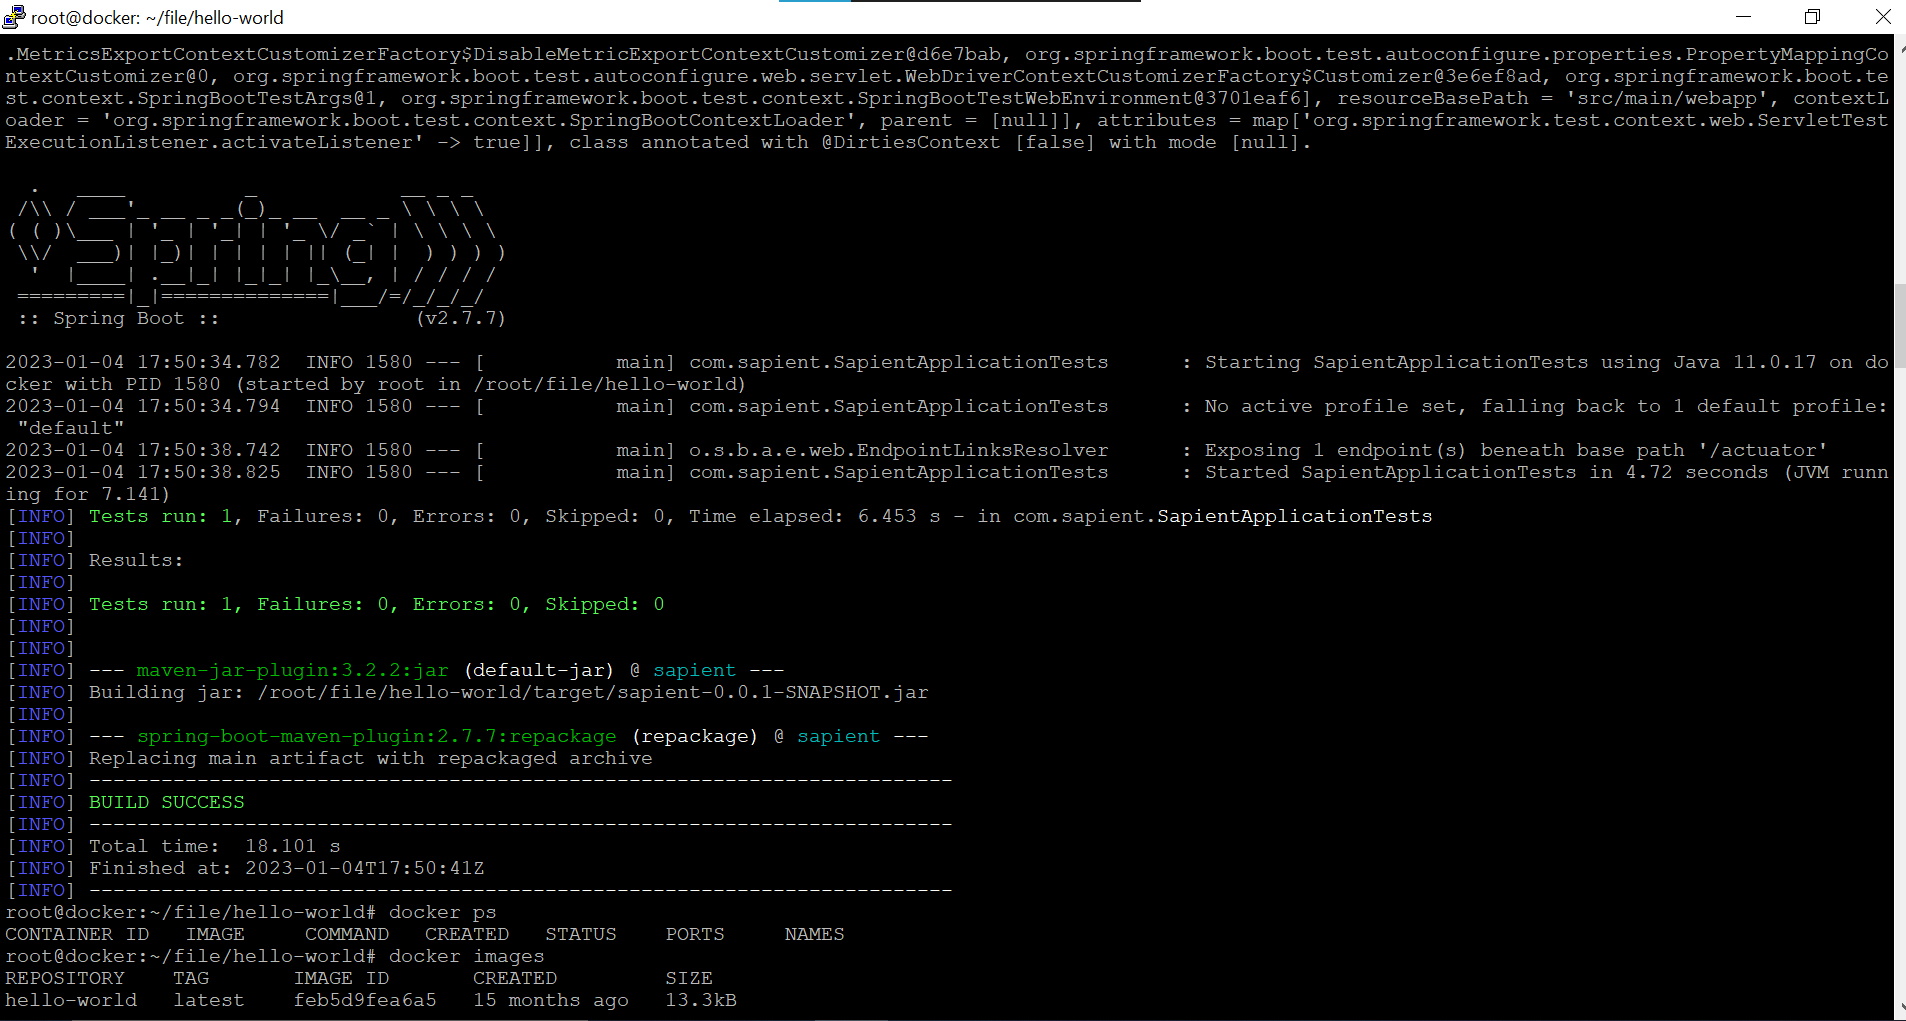 root@docker: ~/file/hello-world
.MetricsExportContextCustomizerFactory$DisableMetricExportContextCustomizer@d6e7bab, org.springframework.boot.test.autoconfigure.properties.PropertyMappingCo
ntextCustomizer@0, org.springframework.boot.test.autoconfigure.web.servlet.WebDriverContextCustomizerFactory$Customizer@3e6ef8ad, org.springframework.boot.te
st.context.SpringBootTestArgs@1, org.springframework.boot.test.context.SpringBootTestWebEnvironment@3701eaf6], resourceBasePath = 'src/main/webapp', contextL
oader = 'org.springframework.boot.test.context.SpringBootContextLoader', parent = [null]], attributes = map['org.springframework.test.context.web.ServletTest
ExecutionListener.activateListener' -> true]], class annotated with @DirtiesContext [false] with mode [null].

  .   ____          _            __ _ _
 /\\ / ___'_ __ _ _(_)_ __  __ _ \ \ \ \
( ( )\___ | '_ | '_| | '_ \/ _` | \ \ \ \
 \\/  ___)| |_)| | | | | || (_| |  ) ) ) )
  '  |____| .__|_| |_|_| |_\__, | / / / /
 =========|_|==============|___/=/_/_/_/
 :: Spring Boot ::                (v2.7.7)

2023-01-04 17:50:34.782  INFO 1580 --- [           main] com.sapient.SapientApplicationTests      : Starting SapientApplicationTests using Java 11.0.17 on do
cker with PID 1580 (started by root in /root/file/hello-world)
2023-01-04 17:50:34.794  INFO 1580 --- [           main] com.sapient.SapientApplicationTests      : No active profile set, falling back to 1 default profile:
 "default"
2023-01-04 17:50:38.742  INFO 1580 --- [           main] o.s.b.a.e.web.EndpointLinksResolver      : Exposing 1 endpoint(s) beneath base path '/actuator'
2023-01-04 17:50:38.825  INFO 1580 --- [           main] com.sapient.SapientApplicationTests      : Started SapientApplicationTests in 4.72 seconds (JVM runn
ing for 7.141)
[INFO] Tests run: 1, Failures: 0, Errors: 0, Skipped: 0, Time elapsed: 6.453 s - in com.sapient.SapientApplicationTests
[INFO]
[INFO] Results:
[INFO]
[INFO] Tests run: 1, Failures: 0, Errors: 0, Skipped: 0
[INFO]
[INFO]
[INFO] --- maven-jar-plugin:3.2.2:jar (default-jar) @ sapient ---
[INFO] Building jar: /root/file/hello-world/target/sapient-0.0.1-SNAPSHOT.jar
[INFO]
[INFO] --- spring-boot-maven-plugin:2.7.7:repackage (repackage) @ sapient ---
[INFO] Replacing main artifact with repackaged archive
[INFO] ------------------------------------------------------------------------
[INFO] BUILD SUCCESS
[INFO] ------------------------------------------------------------------------
[INFO] Total time:  18.101 s
[INFO] Finished at: 2023-01-04T17:50:41Z
[INFO] ------------------------------------------------------------------------
root@docker:~/file/hello-world# docker ps
CONTAINER ID   IMAGE     COMMAND   CREATED   STATUS    PORTS     NAMES
root@docker:~/file/hello-world# docker images
REPOSITORY    TAG       IMAGE ID       CREATED         SIZE
hello-world   latest    feb5d9fea6a5   15 months ago   13.3kB